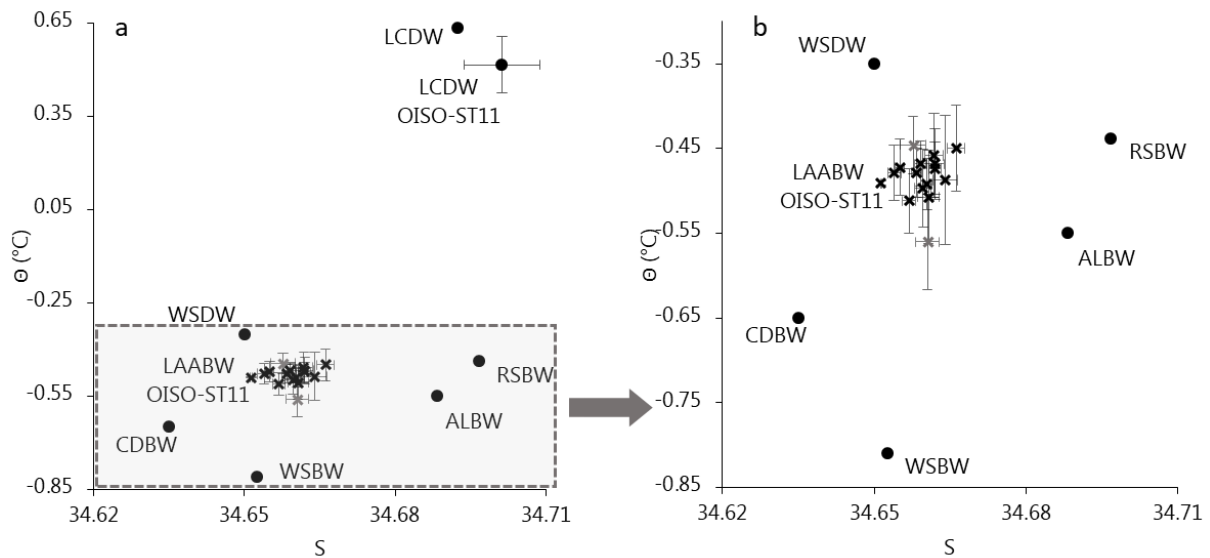 a
0.65
0.35
0.05
-0.25
-0.55
-0.85
Θ (°C)
LCDW
LCDW
OISO-ST11
WSDW
LAABW
OISO-ST11
RSBW
ALBW
CDBW
WSBW
34.62
34.65
34.68
34.71
S
b
-0.35
-0.45
-0.55
-0.65
-0.75
-0.85
Θ (°C)
WSDW
RSBW
LAABW
OISO-ST11
ALBW
CDBW
WSBW
34.62
34.65
34.68
34.71
S